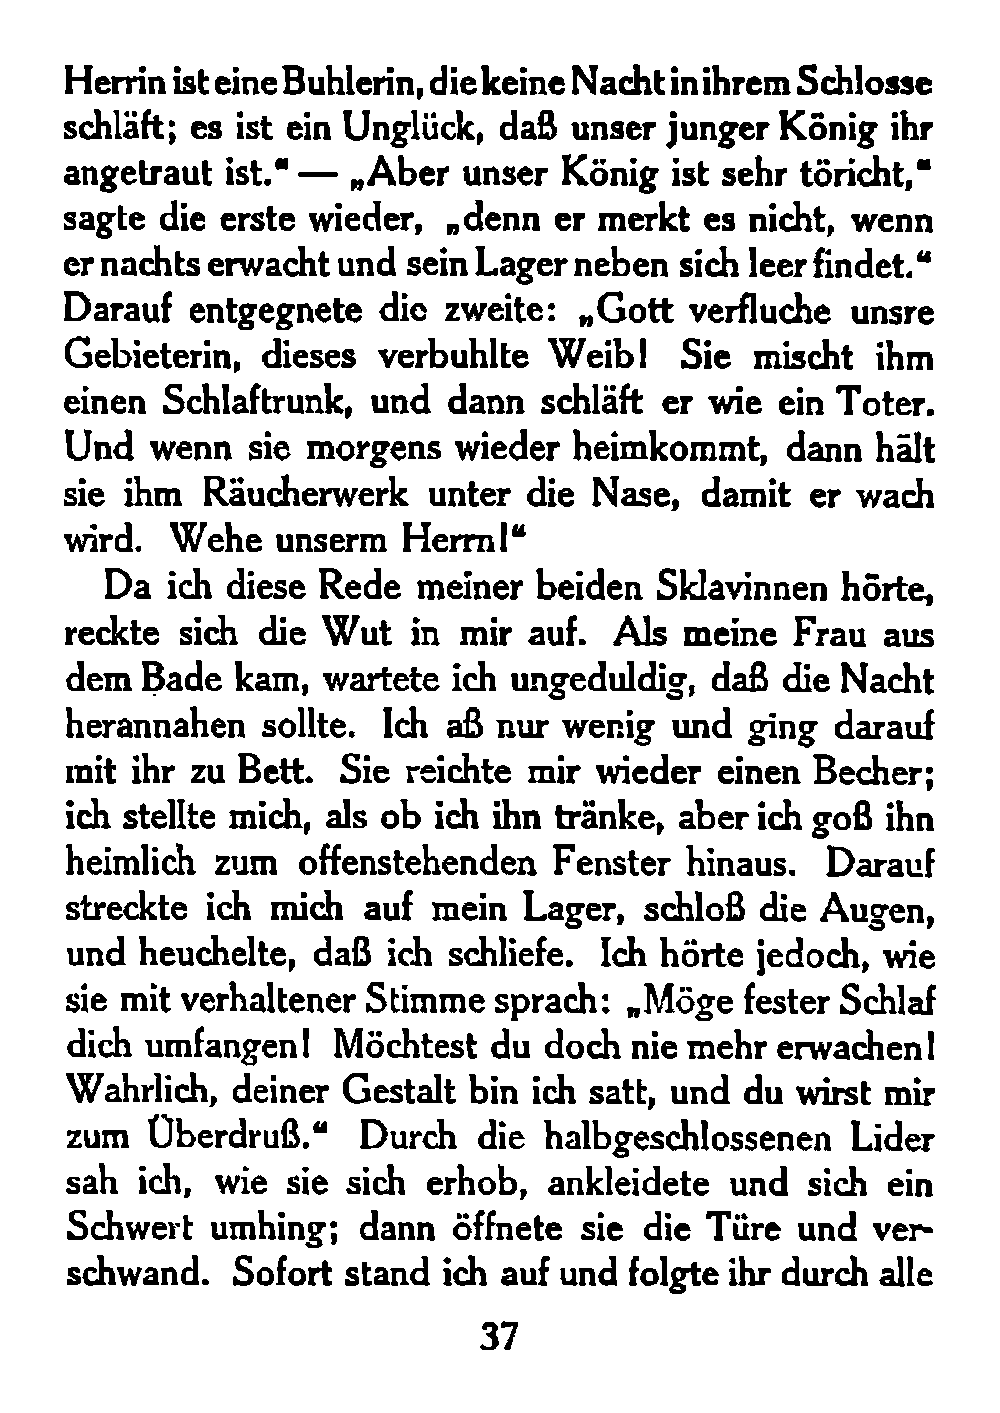 Herrin ist eine Buhlerin, die keine Nacht in ihrem Schlosse
schläft; es ist ein Unglück, daß unser junger König ihr
angetraut ist.“ — „Aber unser König ist sehr töricht,“
sagte die erste wieder, „denn er merkt es nicht, wenn
er nachts erwacht und sein Lager neben sich leer findet.“
Darauf entgegnete die zweite: „Gott verfluche unsre
Gebieterin, dieses verbuhlte Weib! Sie mischt ihm
einen Schlaftrunk, und dann schläft er wie ein Toter.
Und wenn sie morgens wieder heimkommt, dann hält
sie ihm Räucherwerk unter die Nase, damit er wach
wird. Wehe unserm Herrn!“
Da ich diese Rede meiner beiden Sklavinnen hörte,
reckte sich die Wut in mir auf. Als meine Frau aus
dem Bade kam, wartete ich ungeduldig, daß die Nacht
herannahen sollte. Ich aß nur wenig und ging darauf
mit ihr zu Bett. Sie reichte mir wieder einen Becher;
ich stellte mich, als ob ich ihn tränke, aber ich goß ihn
heimlich zum offenstehenden Fenster hinaus. Darauf
streckte ich mich auf mein Lager, schloß die Augen,
und heuchelte, daß ich schliefe. Ich hörte jedoch, wie
sie mit verhaltener Stimme sprach: „Möge fester Schlaf
dich umfangen! Möchtest du doch nie mehr erwachen!
Wahrlich, deiner Gestalt bin ich satt, und du wirst mir
zum Überdruß.“ Durch die halbgeschlossenen Lider
sah ich, wie sie sich erhob, ankleidete und sich ein
Schwert umhing; dann öffnete sie die Türe und ver-
schwand. Sofort stand ich auf und folgte ihr durch alle
37